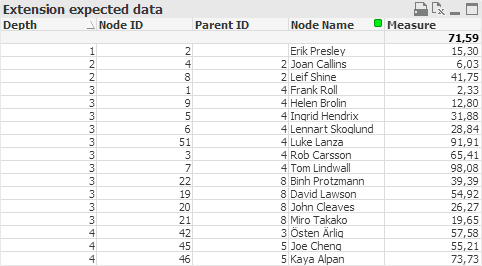 Extension expected data
Depth Node ID Parent ID Node Name Measure
71,59
1 2 Erik Presley 15,30
2 4 2 Joan Callins 6,03
2 8 2 Leif Shine 41,75
3 1 4 Frank Roll 2,33
3 9 4 Helen Brolin 12,80
3 5 4 Ingrid Hendrix 31,88
3 6 4 Lennart Skoglund 28,84
3 51 4 Luke Lanza 91,91
3 3 4 Rob Carsson 65,41
3 7 4 Tom Lindwall 98,08
3 22 8 Binh Protzmann 39,39
3 19 8 David Lawson 54,92
3 20 8 John Cleaves 26,27
3 21 8 Miro Takako 19,65
4 42 3 Östen Ärlig 57,58
4 45 5 Joe Cheng 55,21
4 46 5 Kaya Alpan 73,73